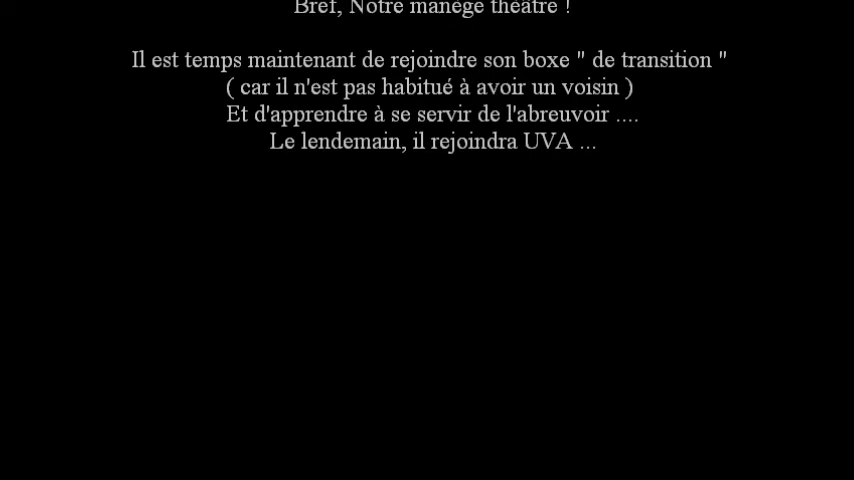 Bref, Notre manège théâtre !
Il est temps maintenant de rejoindre son boxe " de transition "
( car il n'est pas habitué à avoir un voisin )
Et d'apprendre à se servir de l'abreuvoir ....
Le lendemain, il rejoindra UVA ...